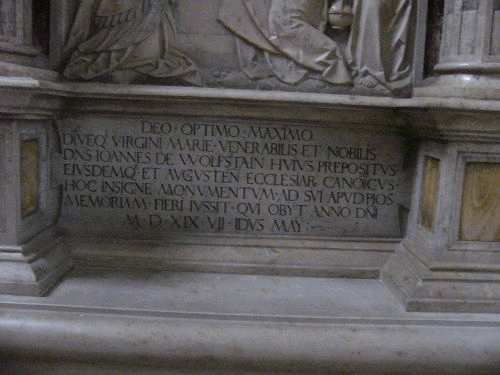 DEO · OPTIMO · MAXIMO ·
DIVEQ VIRGINI MARIE · VENERABILIS ET NOBILIS
DNS IOANNES DE WOLFSTAIN HVIVS PREPOSITVS ·
EIVSDEMQ · ET AVGVSTEN ECCLESIAR · CANOICVS ·
HOC INSIGNE MONVMENTVM · AD SVI APVD PIOS
MEMORIAM · FIERI IVSSIT · QVI OBYT ANNO DNI
M · D · XIX · VII · IDVS MAY :~